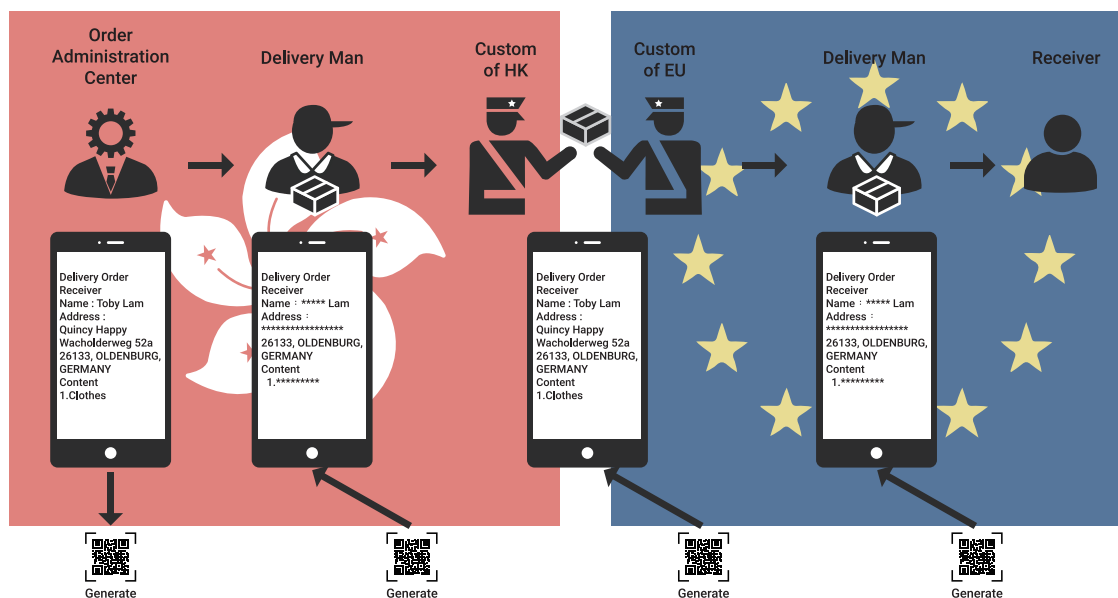 Order
Administration
Center
Delivery Man
Custom
of HK
Custom
of EU
Delivery Man
Receiver
Delivery Order
Receiver
Name : Toby Lam
Address :
Quincy Happy
Wacholderweg 52a
26133, OLDENBURG,
GERMANY
Content
1.Clothes
Delivery Order
Receiver
Name : ***** Lam
Address :
*****************
26133, OLDENBURG,
GERMANY
Content
1.*********
Delivery Order
Receiver
Name : Toby Lam
Address :
Quincy Happy
Wacholderweg 52a
26133, OLDENBURG,
GERMANY
Content
1.Clothes
Delivery Order
Receiver
Name : ***** Lam
Address :
*****************
26133, OLDENBURG,
GERMANY
Content
1.*********
Generate
Generate
Generate
Generate